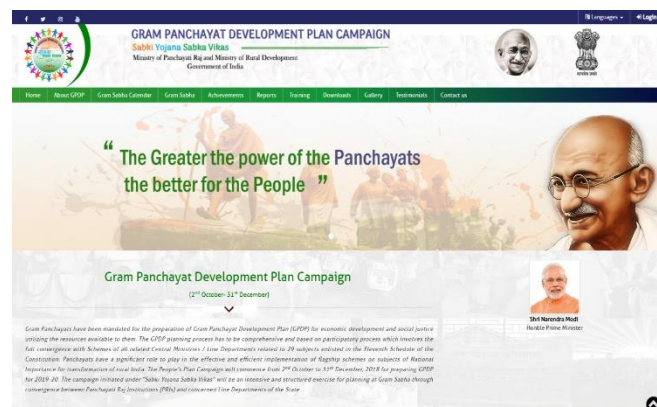 Languages
Login
GRAM PANCHAYAT DEVELOPMENT PLAN CAMPAIGN
Sabki Yojana Sabka Vikas
Ministry of Panchayati Raj and Ministry of Rural Development
Government of India
Home About GPDP Gram Sabha Calendar Gram Sabha Achievements Reports Training Downloads Gallery Testimonials Contact us
“ The Greater the power of the Panchayats
the better for the People ”
Gram Panchayat Development Plan Campaign
(2nd October- 31st December)
Shri Narendra Modi
Honble Prime Minister
Gram Panchayats have been mandated for the preparation of Gram Panchayat Development Plan (GPDP) for economic development and social justice
utilizing the resources available to them. The GPDP planning process has to be comprehensive and based on participatory process which involves the
full convergence with Schemes of all related Central Ministries / Line Departments related to 29 subjects enlisted in the Eleventh Schedule of the
Constitution. Panchayats have a significant role to play in the effective and efficient implementation of flagship schemes on subjects of National
Importance for transformation of rural India. The People's Plan Campaign will commence from 2nd October to 31st December, 2018 for preparing GPDP
for 2019-20. The campaign initiated under "Sabki Yojana Sabka Vikas" will be an intensive and structured exercise for planning at Gram Sabha through
convergence between Panchayati Raj Institutions (PRIs) and concerned Line Departments of the State